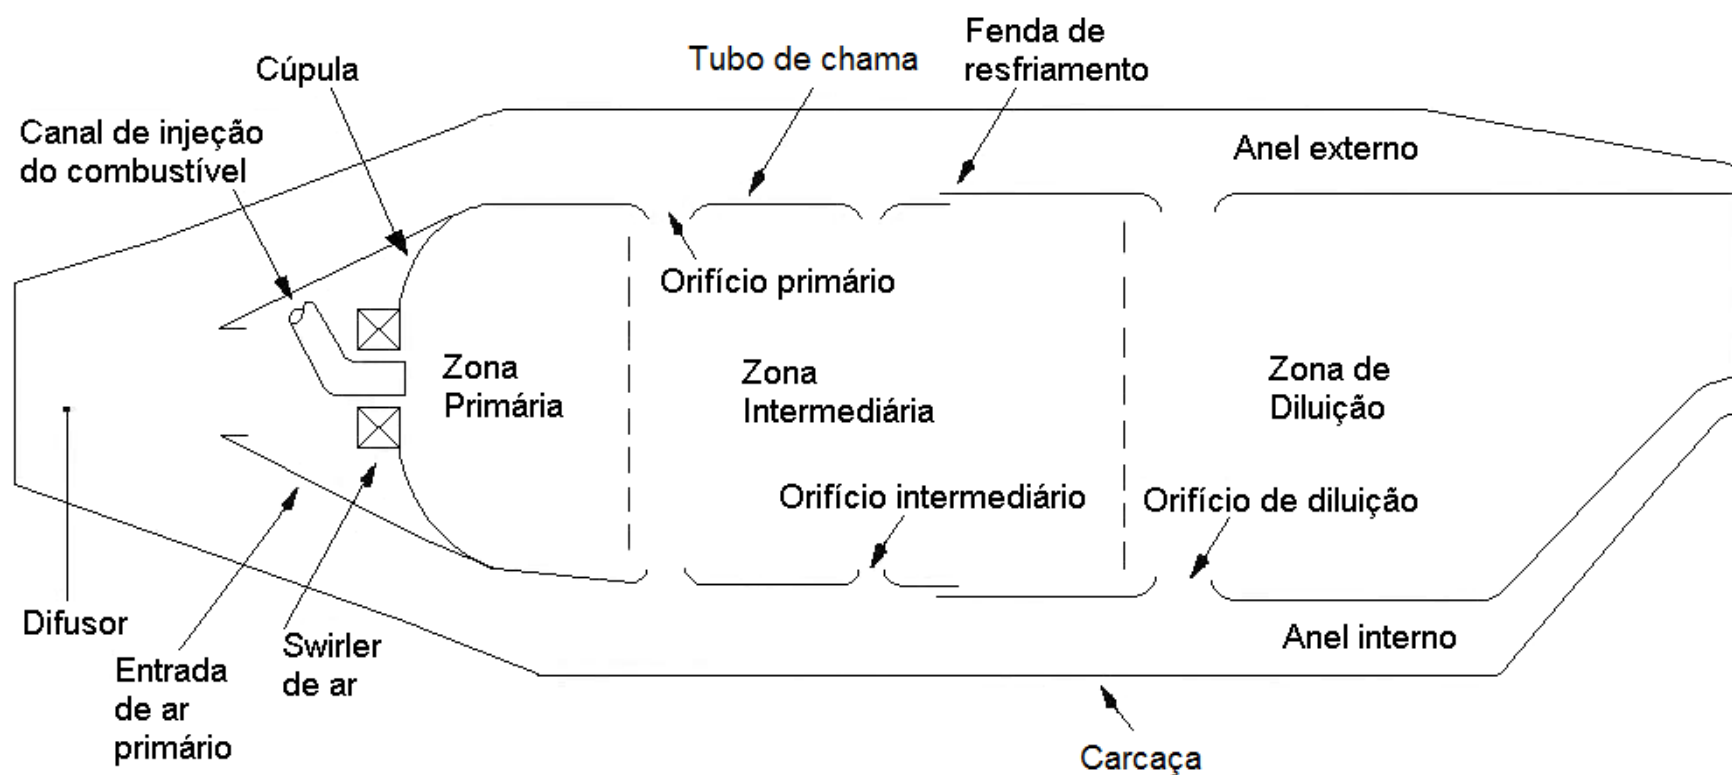 Fenda de
resfriamento
Tubo de chama
Cúpula
Canal de injeção
do combustível
Anel externo
Orifício primário
Zona
Primária
Zona
Intermediária
Zona de
Diluição
Orifício intermediário
Orifício de diluição
Difusor
Entrada
de ar
primário
Swirler
de ar
Anel interno
Carcaça